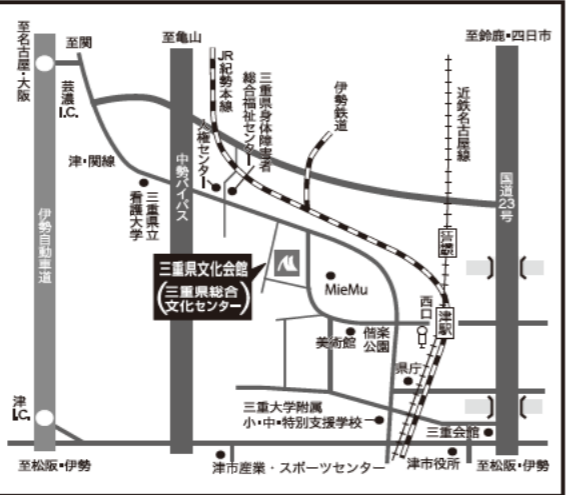 至名古屋・大阪
至関
至亀山
至鈴鹿・四日市
芸濃
I.C.
津・関線
三重県立
看護大学
伊勢自動車道
中勢バイパス
JR紀勢本線
人権センター
三重県身体障害者
総合福祉センター
伊勢鉄道
近鉄名古屋線
国道23号
江戸橋
三重県文化会館
(三重県総合
文化センター)
MieMu
西口
津駅
美術館
偕楽
公園
県庁
三重大学附属
小・中・特別支援学校
三重会館
津
I.C.
至松阪・伊勢
津市産業・スポーツセンター
津市役所
至松阪・伊勢